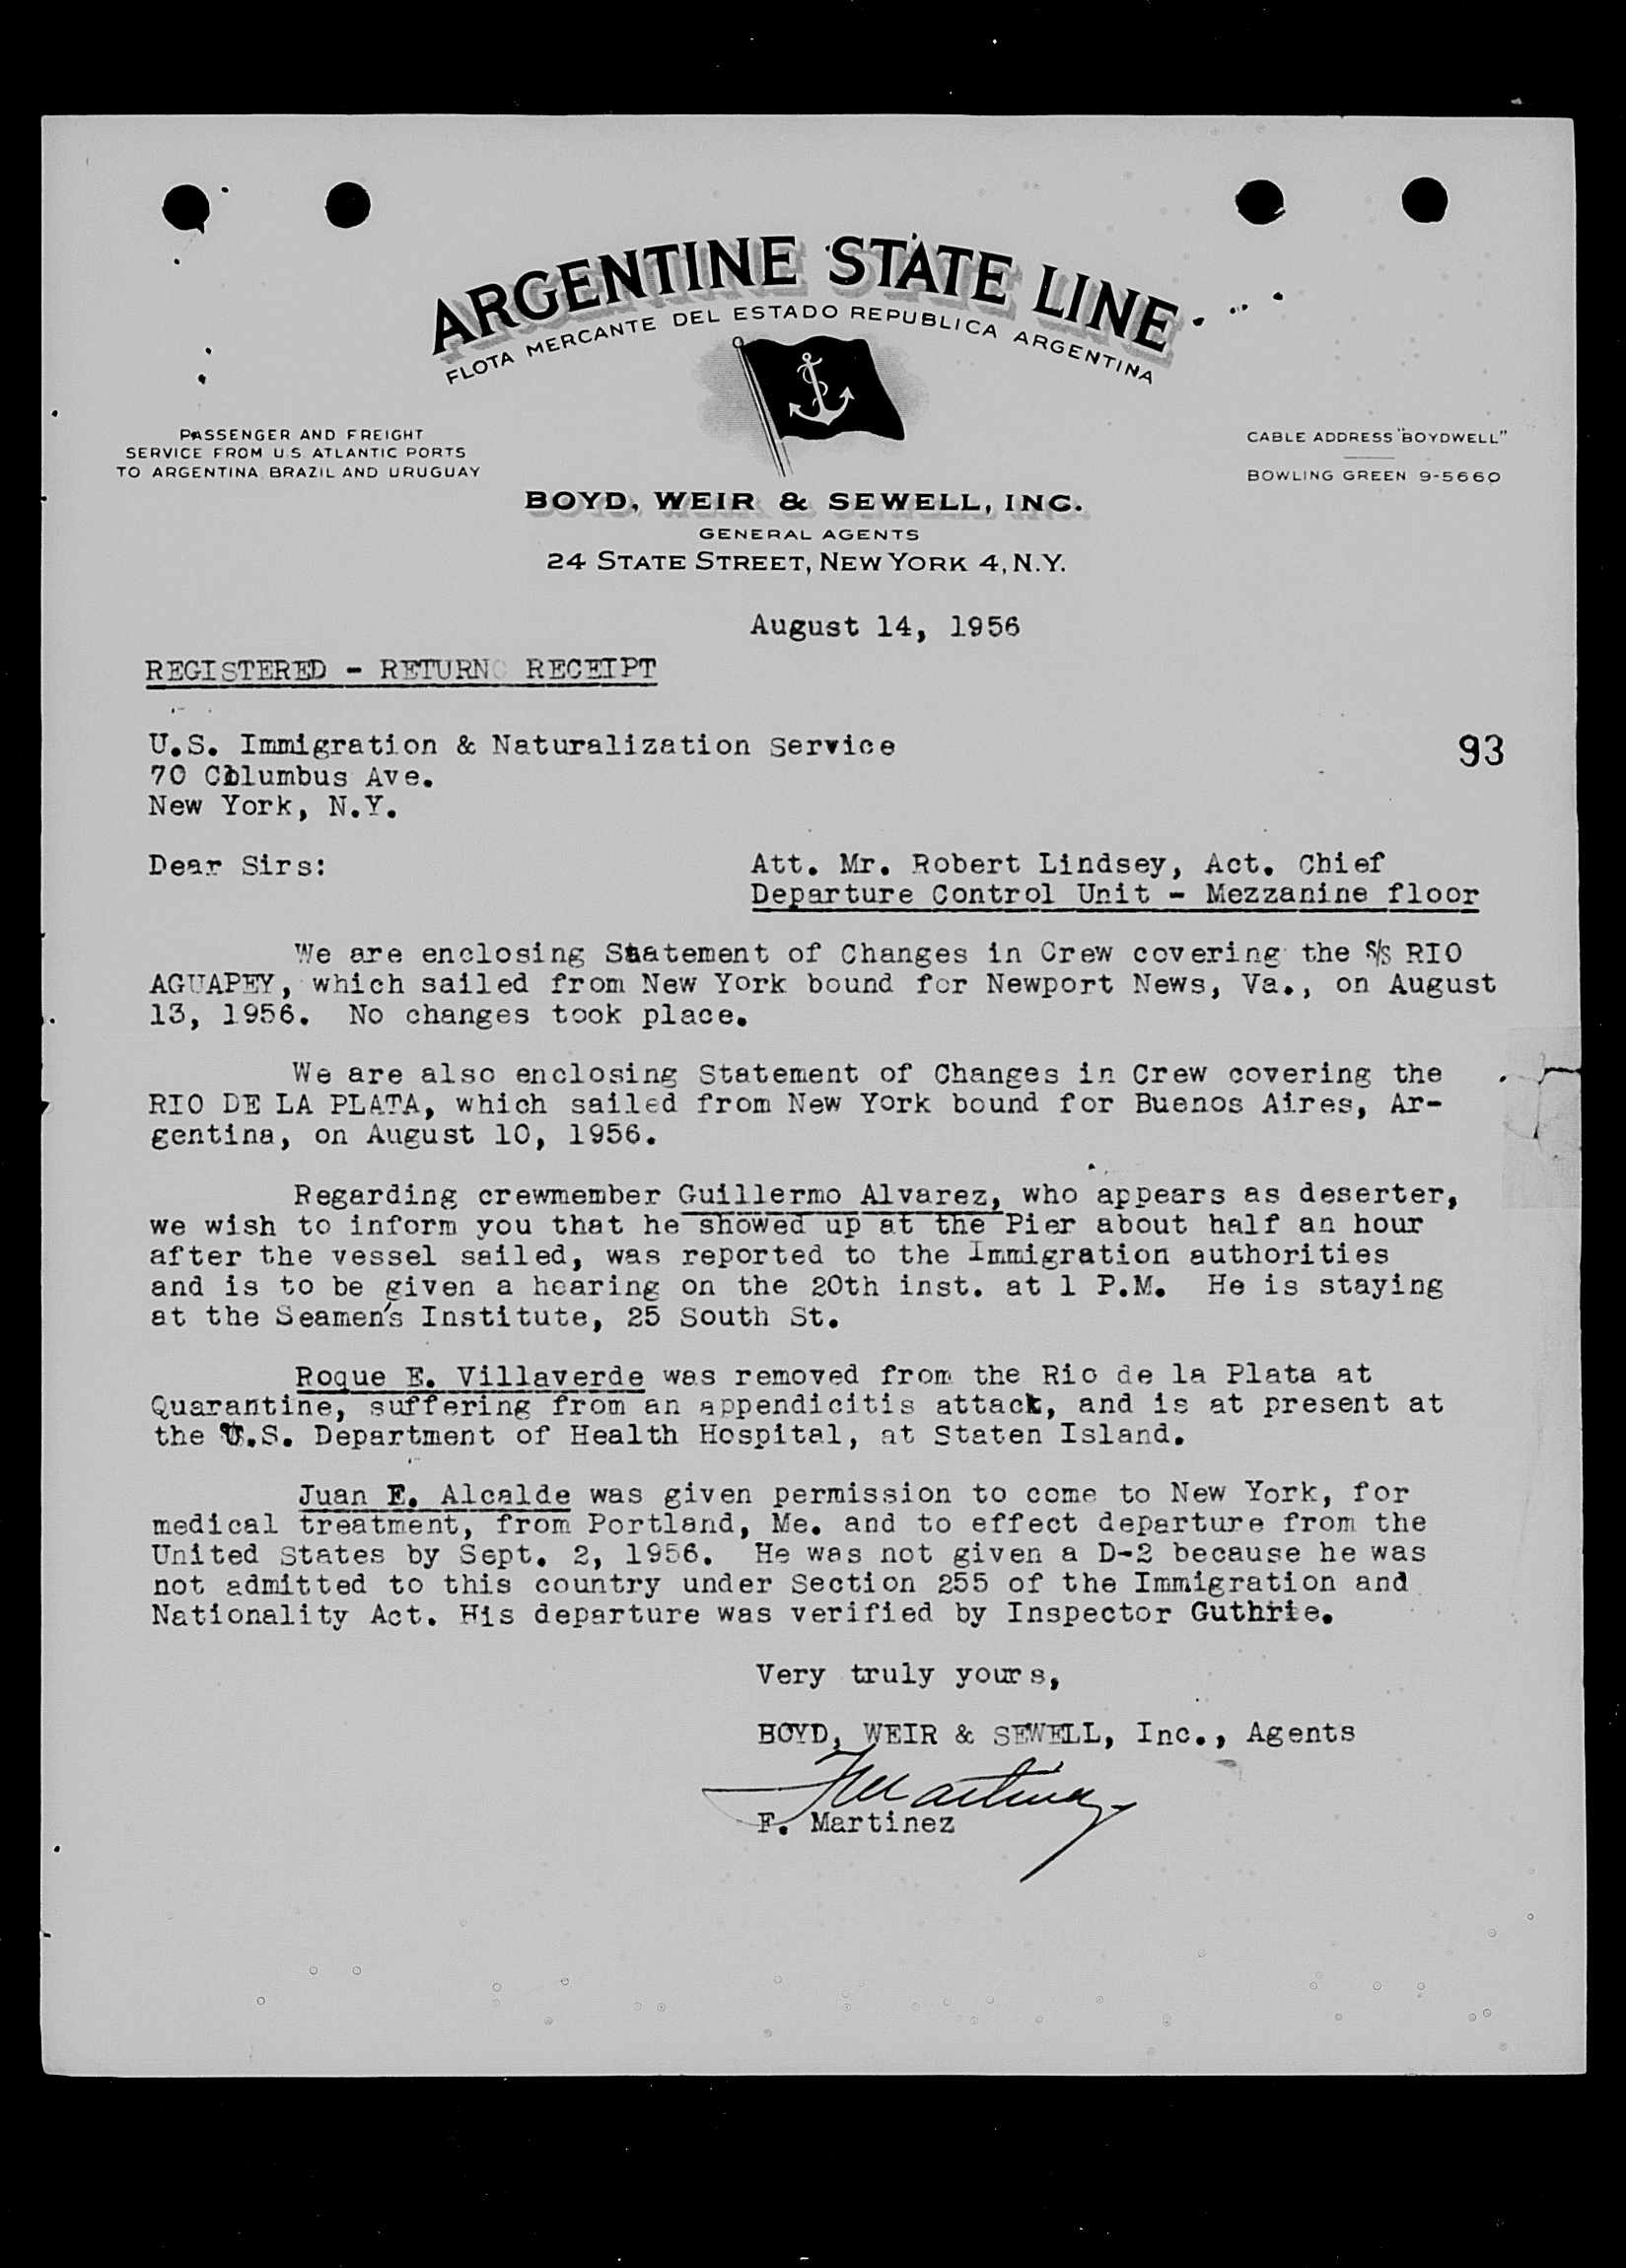 ARGENTINE STATE LINE
FLOTA MERCANTE DEL ESTADO REPUBLICA ARGENTINA
PASSENGER AND FREIGHT
SERVICE FROM U.S. ATLANTIC PORTS
TO ARGENTINA BRAZIL AND URUGUAY
CABLE ADDRESS "BOYDWELL"
BOWLING GREEN 9-5660
BOYD, WEIR & SEWELL, INC.
GENERAL AGENTS
24 STATE STREET, NEW YORK 4, N.Y.
August 14, 1956
REGISTERED - RETURN RECEIPT
U.S. Immigration & Naturalization Service
93
70 Columbus Ave.
New York, N.Y.
Dear Sirs:
Att. Mr. Robert Lindsey, Act. Chief
Departure Control Unit - Mezzanine floor
We are enclosing Statement of Changes in Crew covering the S/S RIO
AGUAPEY, which sailed from New York bound for Newport News, Va., on August
13, 1956. No changes took place.
We are also enclosing Statement of Changes in Crew covering the
RIO DE LA PLATA, which sailed from New York bound for Buenos Aires, Ar-
gentina, on August 10, 1956.
Regarding crewmember Guillermo Alvarez, who appears as deserter,
we wish to inform you that he showed up at the Pier about half an hour
after the vessel sailed, was reported to the Immigration authorities
and is to be given a hearing on the 20th inst. at 1 P.M. He is staying
at the Seamen's Institute, 25 South St.
Roque E. Villaverde was removed from the Rio de la Plata at
Quarantine, suffering from an appendicitis attack, and is at present at
the U.S. Department of Health Hospital, at Staten Island.
Juan E. Alcalde was given permission to come to New York, for
medical treatment, from Portland, Me. and to effect departure from the
United States by Sept. 2, 1956. He was not given a D-2 because he was
not admitted to this country under Section 255 of the Immigration and
Nationality Act. His departure was verified by Inspector Guthrie.
Very truly yours,
BOYD, WEIR & SEWELL, Inc., Agents
FMartinez
F. Martinez